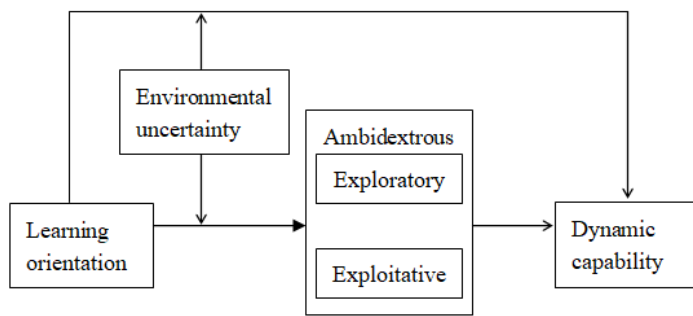 Environmental
uncertainty
Ambidextrous
Exploratory
Learning
orientation
Exploitative
Dynamic
capability